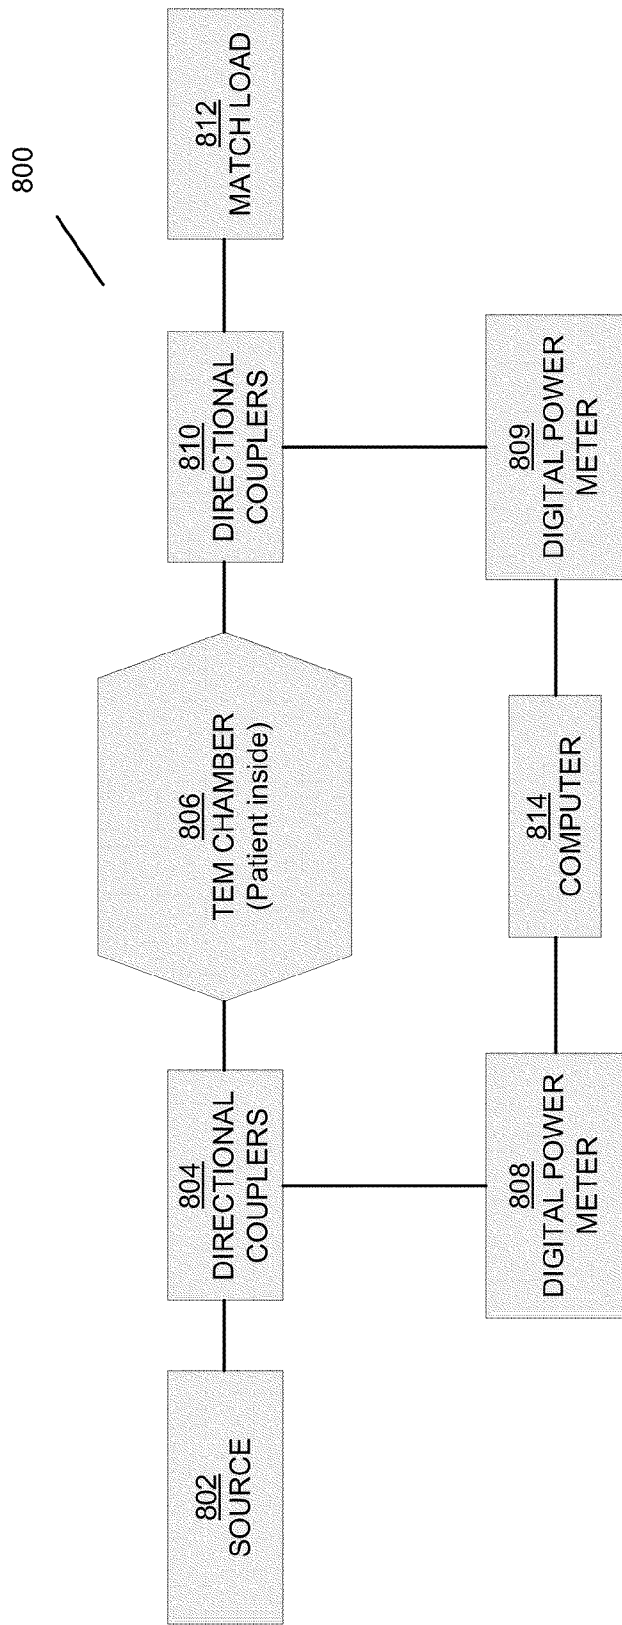 800
802
SOURCE
804
DIRECTIONAL
COUPLERS
806
TEM CHAMBER
(Patient inside)
810
DIRECTIONAL
COUPLERS
812
MATCH LOAD
808
DIGITAL POWER
METER
814
COMPUTER
809
DIGITAL POWER
METER